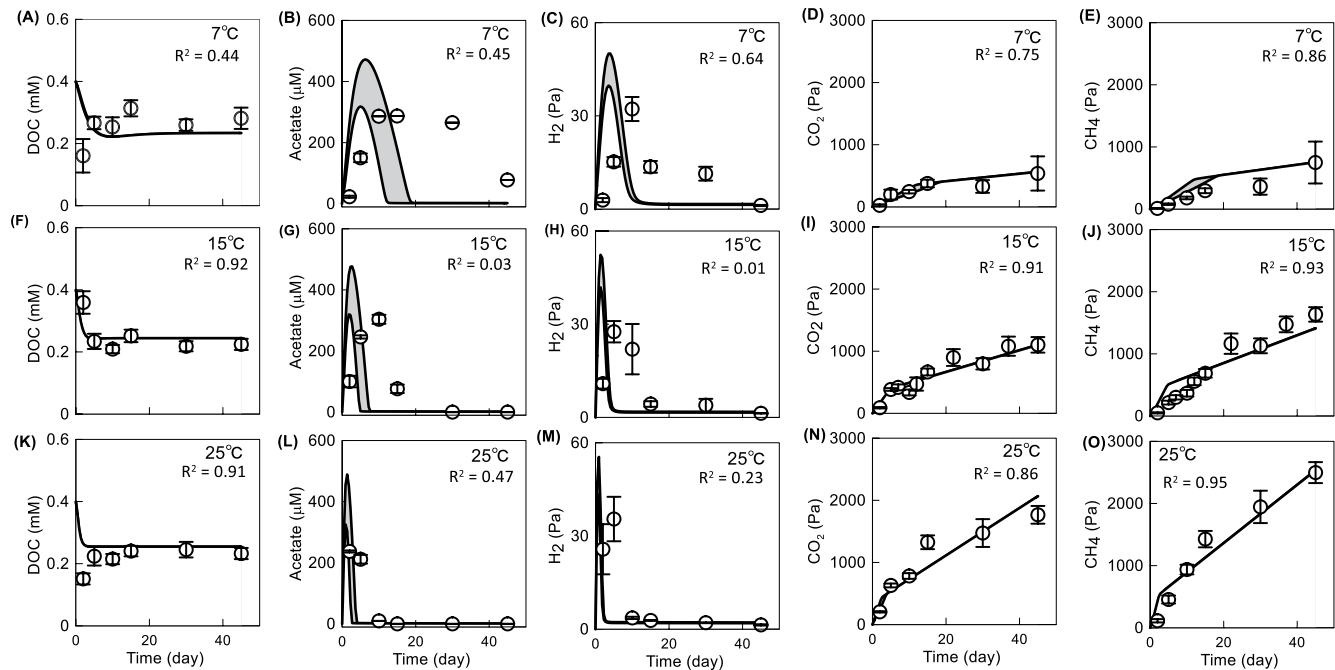 (A)
7°C
R² = 0.44
DOC (mM)
0.6
0.4
0.2
0
(B)
7°C
R² = 0.45
Acetate (µM)
600
400
200
0
(C)
7°C
R² = 0.64
H2 (Pa)
60
30
0
(D)
7°C
R² = 0.75
CO2 (Pa)
3000
2000
1000
0
(E)
7°C
R² = 0.86
CH4 (Pa)
3000
2000
1000
0
(F)
15°C
R² = 0.92
DOC (mM)
0.6
0.4
0.2
0
(G)
15°C
R² = 0.03
Acetate (µM)
600
400
200
0
(H)
15°C
R² = 0.01
H2 (Pa)
60
30
0
(I)
15°C
R² = 0.91
CO2 (Pa)
3000
2000
1000
0
(J)
15°C
R² = 0.93
CH4 (Pa)
3000
2000
1000
0
(K)
25°C
R² = 0.91
DOC (mM)
0.6
0.4
0.2
0
0 20 40
Time (day)
(L)
25°C
R² = 0.47
Acetate (µM)
600
400
200
0
0 20 40
Time (day)
(M)
25°C
R² = 0.23
H2 (Pa)
60
30
0
0 20 40
Time (day)
(N)
25°C
R² = 0.86
CO2 (Pa)
3000
2000
1000
0
0 20 40
Time (day)
(O)
25°C
R² = 0.95
CH4 (Pa)
3000
2000
1000
0
0 20 40
Time (day)